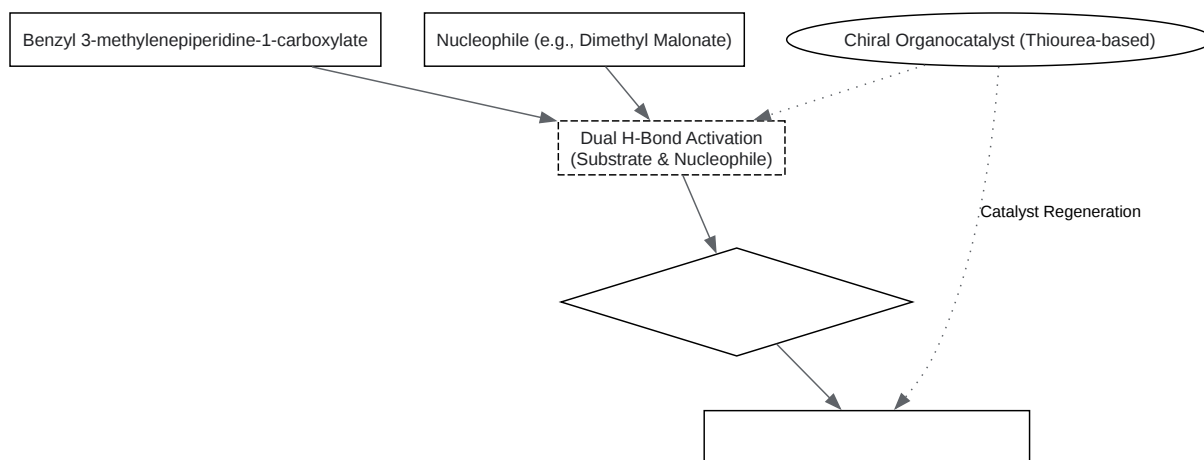 Benzyl 3-methylenepiperidine-1-carboxylate
Nucleophile (e.g., Dimethyl Malonate)
Chiral Organocatalyst (Thiourea-based)
Dual H-Bond Activation
(Substrate & Nucleophile)
Catalyst Regeneration